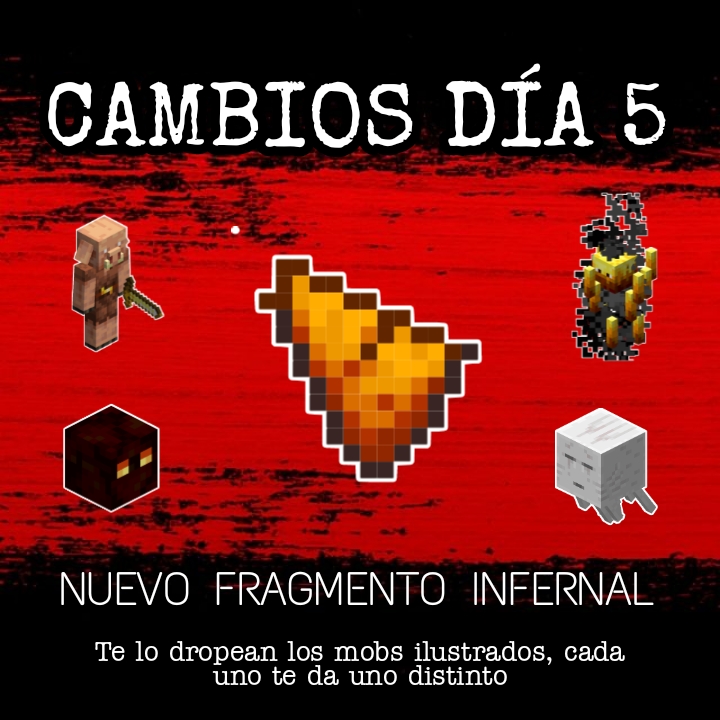 CAMBIOS DÍA 5
NUEVO FRAGMENTO INFERNAL
Te lo dropean los mobs ilustrados, cada
uno te da uno distinto